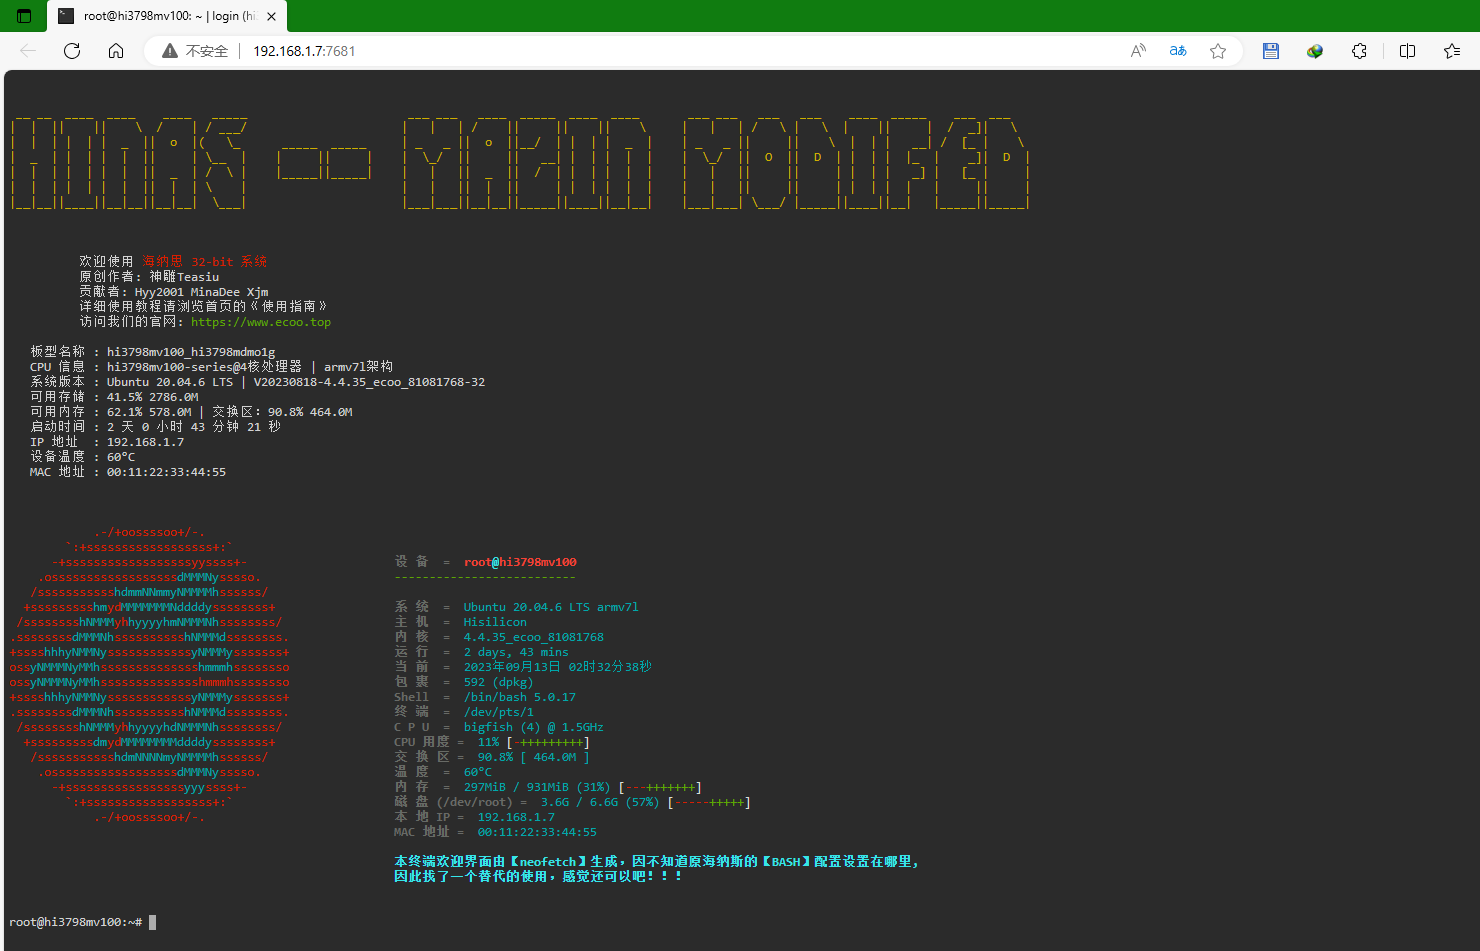 HINAS -- MAZIN MODIFED
root@hi3798mv100: ~ | login (hi
不安全 192.168.1.7:7681
欢迎使用 海纳思 32-bit 系统
原创作者: 神雕Teasiu
贡献者: Hyy2001 MinaDee Xjm
详细使用教程请浏览首页的《使用指南》
访问我们的官网: https://www.ecoo.top
板型名称 : hi3798mv100_hi3798mdmo1g
CPU 信息 : hi3798mv100-series@4核处理器 | armv7l架构
系统版本 : Ubuntu 20.04.6 LTS | V20230818-4.4.35_ecoo_81081768-32
可用存储 : 41.5% 2786.0M
可用内存 : 62.1% 578.0M | 交换区: 90.8% 464.0M
启动时间 : 2 天 0 小时 43 分钟 21 秒
IP 地址 : 192.168.1.7
设备温度 : 60°C
MAC 地址 : 00:11:22:33:44:55
设 备 = root@hi3798mv100
--------------------------
系 统 = Ubuntu 20.04.6 LTS armv7l
主 机 = Hisilicon
内 核 = 4.4.35_ecoo_81081768
运 行 = 2 days, 43 mins
当 前 = 2023年09月13日 02时32分38秒
包 裹 = 592 (dpkg)
Shell = /bin/bash 5.0.17
终 端 = /dev/pts/1
C P U = bigfish (4) @ 1.5GHz
CPU 用度 = 11% [-+++++++++]
交 换 区 = 90.8% [ 464.0M ]
温 度 = 60°C
内 存 = 297MiB / 931MiB (31%) [---+++++++]
磁 盘 (/dev/root) = 3.6G / 6.6G (57%) [-----+++++]
本 地 IP = 192.168.1.7
MAC 地址 = 00:11:22:33:44:55
本终端欢迎界面由【neofetch】生成，因不知道原海纳斯的【BASH】配置设置在哪里,
因此找了一个替代的使用，感觉还可以吧！！！
root@hi3798mv100:~#